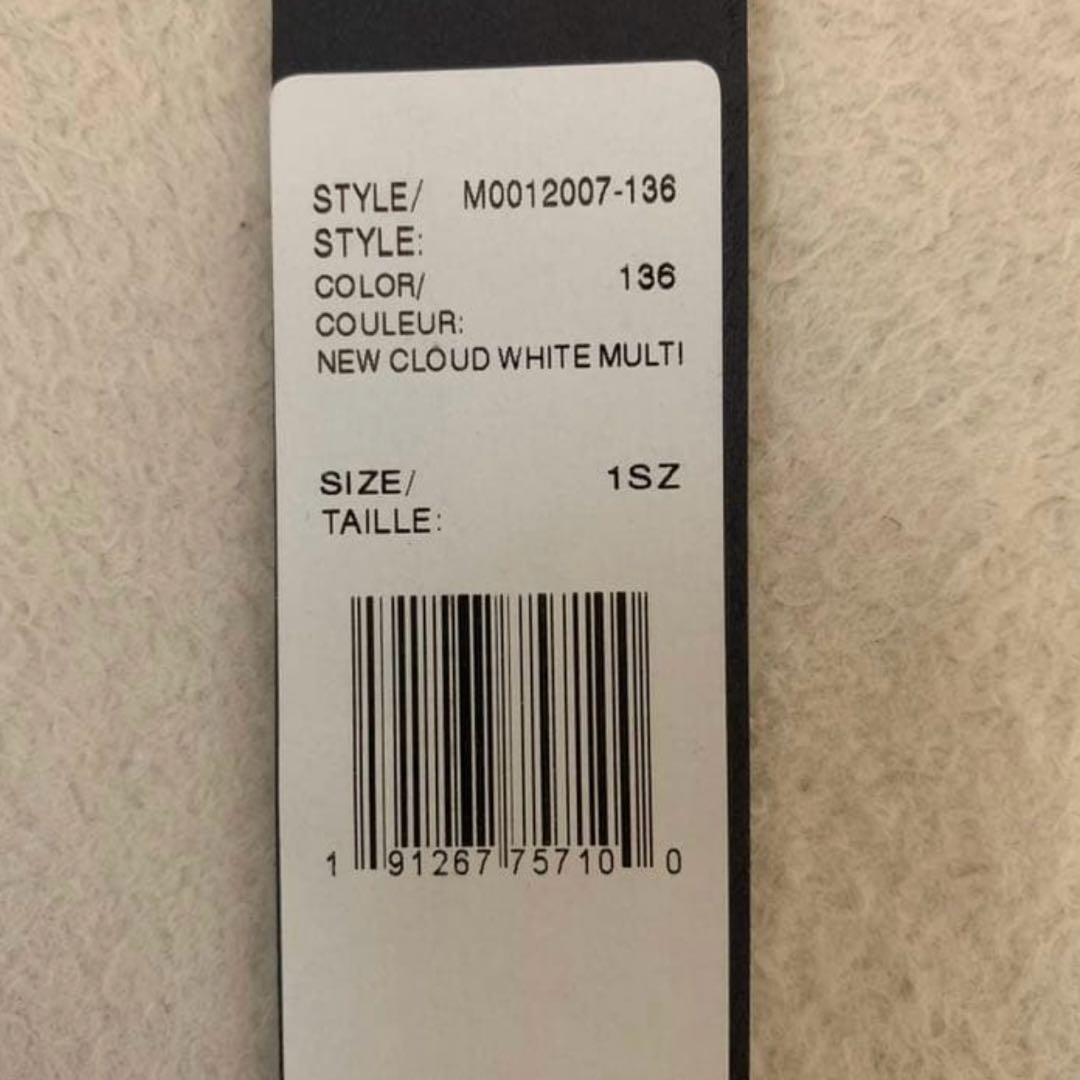 STYLE/ M0012007-136
STYLE:
COLOR/ 136
COULEUR:
NEW CLOUD WHITE MULTI
SIZE/ 1SZ
TAILLE:
1 91267 75710 0